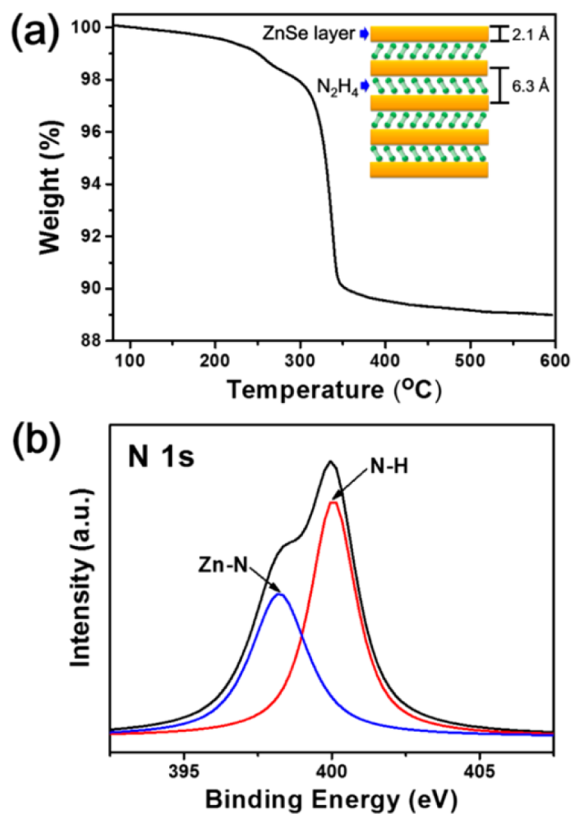 (a)
100
98
96
94
92
90
88
Weight (%)
ZnSe layer
2.1 Å
N₂H₄
6.3 Å
100 200 300 400 500 600
Temperature (ᴼC)
(b)
N 1s
N-H
Zn-N
Intensity (a.u.)
395 400 405
Binding Energy (eV)